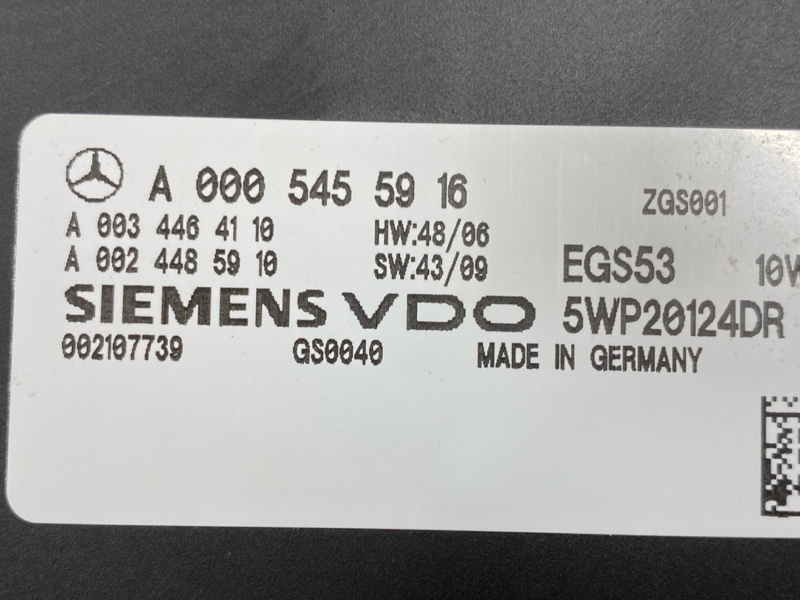 A 000 545 59 16
ZGS001
A 003 446 41 10 HW:48/06
A 002 448 59 10 SW:43/09 EGS53 10V
SIEMENS VDO 5WP20124DR
002107739 GS0040 MADE IN GERMANY